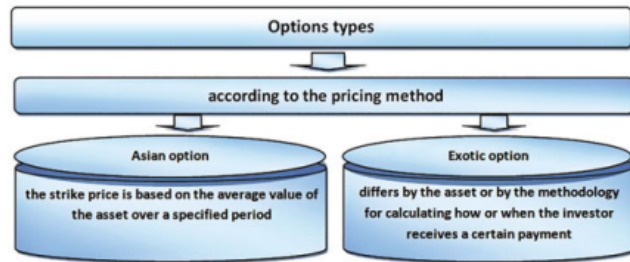 Options types
according to the pricing method
Asian option
the strike price is based on the average value of
the asset over a specified period
Exotic option
differs by the asset or by the methodology
for calculating how or when the investor
receives a certain payment